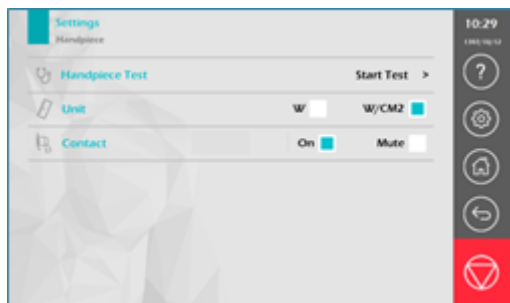 Settings
Handpiece
10:29
Handpiece Test Start Test >
?
Unit W W/CM2
Contact On Mute